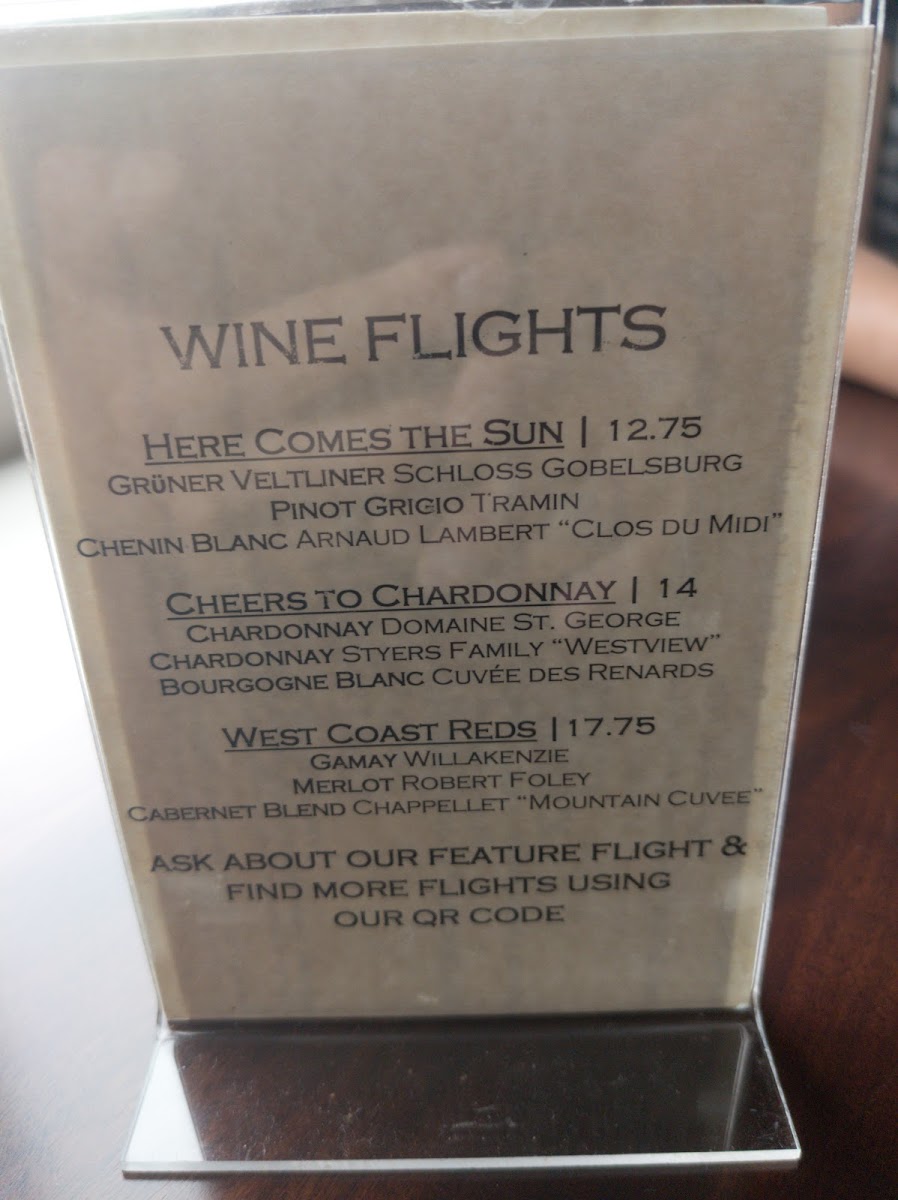 WINE FLIGHTS
HERE COMES THE SUN | 12.75
GRÜNER VELTLINER SCHLOSS GOBELSBURG
PINOT GRIGIO TRAMIN
CHENIN BLANC ARNAUD LAMBERT “CLOS DU MIDI”
CHEERS TO CHARDONNAY | 14
CHARDONNAY DOMAINE ST. GEORGE
CHARDONNAY STYERS FAMILY “WESTVIEW”
BOURGOGNE BLANC CUVÉE DES RENARDS
WEST COAST REDS |17.75
GAMAY WILLAKENZIE
MERLOT ROBERT FOLEY
CABERNET BLEND CHAPPELLET “MOUNTAIN CUVEE”
ASK ABOUT OUR FEATURE FLIGHT &
FIND MORE FLIGHTS USING
OUR QR CODE